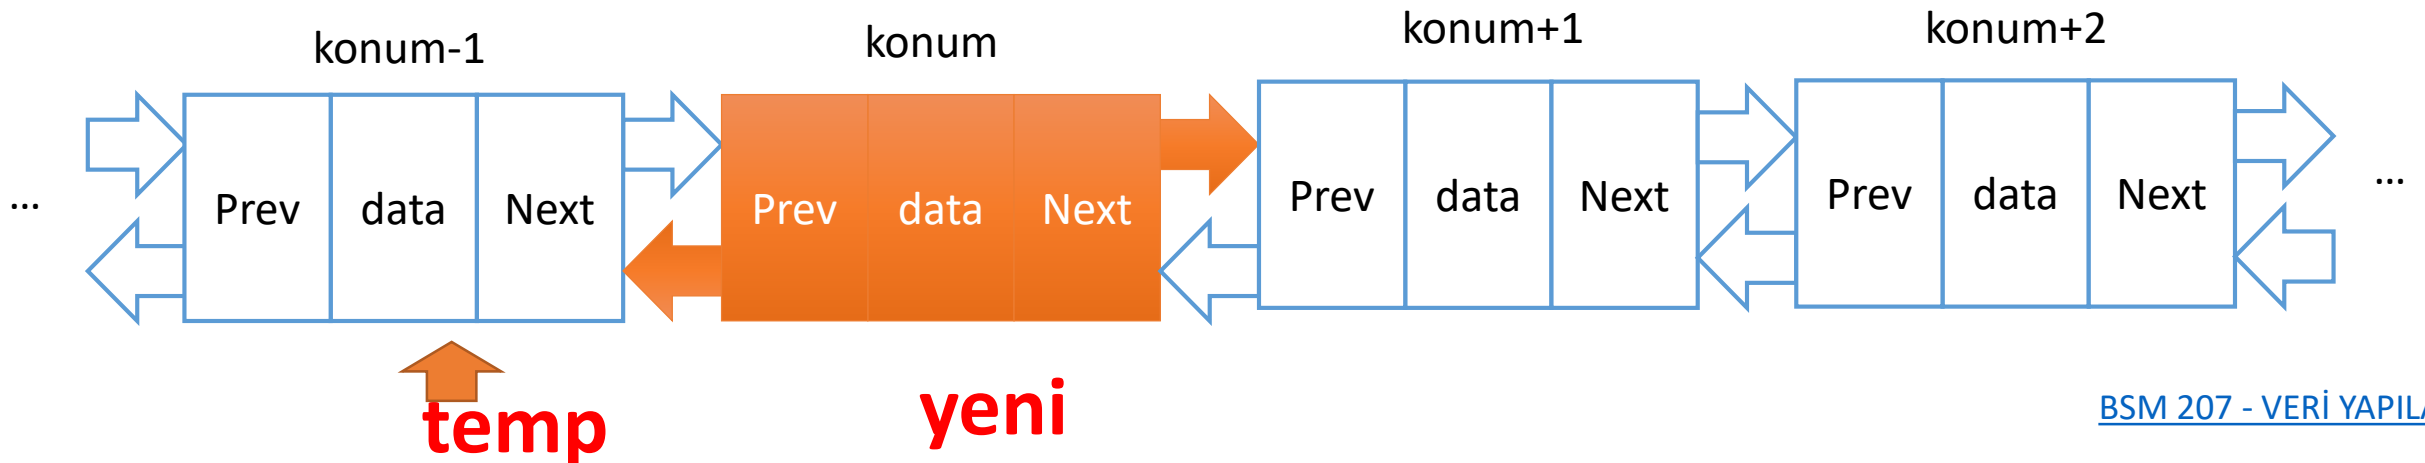 konum-1 konum konum+1 konum+2
... Prev data Next Prev data Next Prev data Next Prev data Next ...
temp yeni
BSM 207 - VERİ